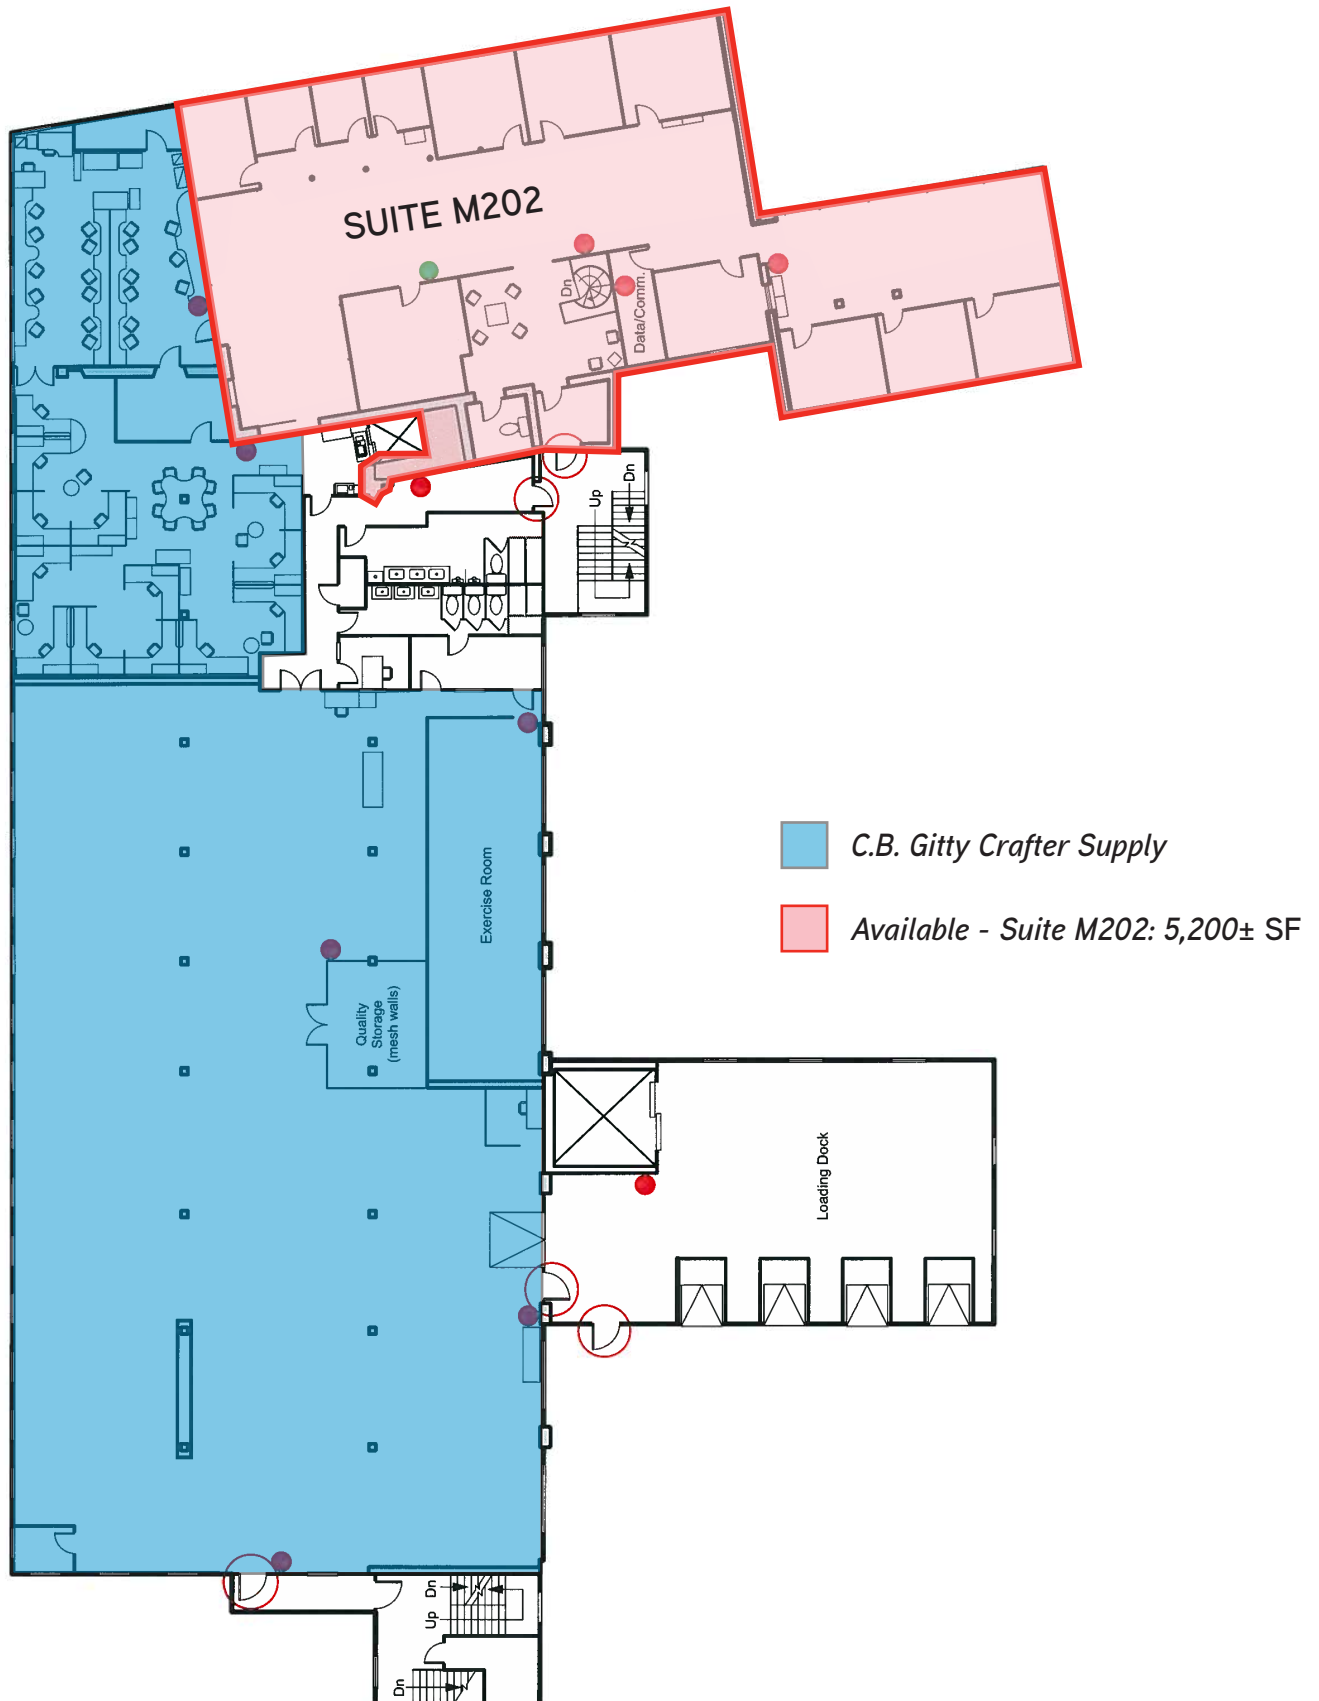 SUITE M202
Dn
Data/Comm.
Up
Dn
Exercise Room
C.B. Gitty Crafter Supply
Available - Suite M202: 5,200± SF
Quality
Storage
(mesh walls)
Loading Dock
Dn
Up
Dn